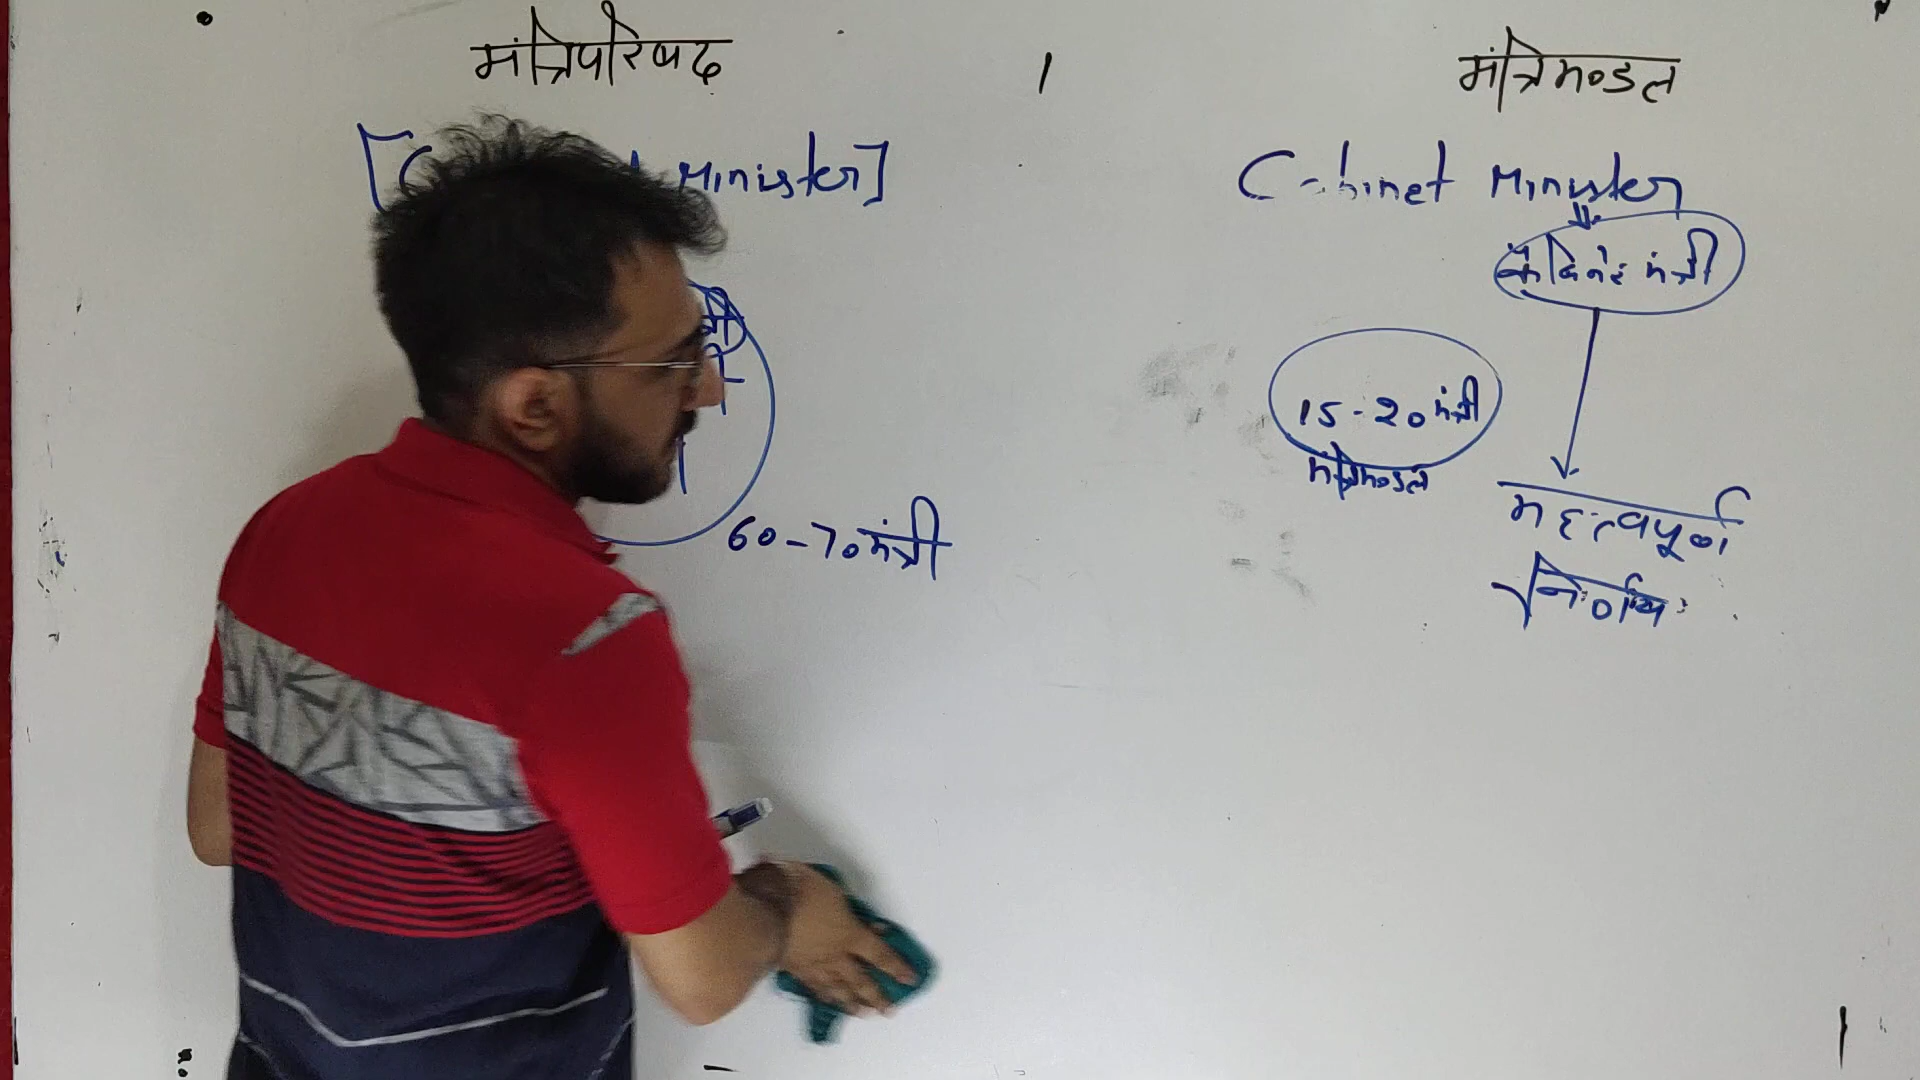 मंत्रिपरिषद
मंत्रिमण्डल
Minister]
Cabinet Minister
केबिनेट मंत्री
15-20 मंत्री
मंत्रिमण्डल
60-70 मंत्री
महत्वपूर्ण
निर्णय